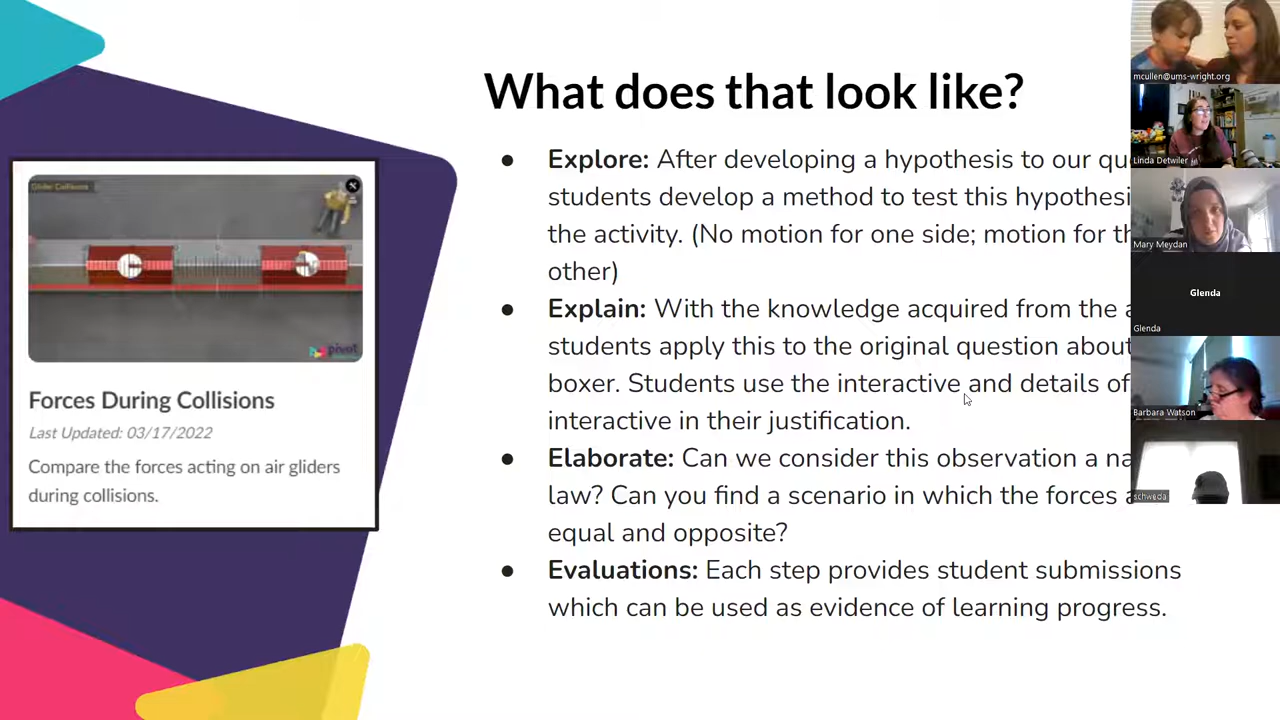 What does that look like?
Explore: After developing a hypothesis to our
students develop a method to test this
the activity. (No motion for one side; motion for
other)
Explain: With the knowledge acquired from the
students apply this to the original question about
boxer. Students use the interactive and details of
interactive in their justification.
Elaborate: Can we consider this observation a
law? Can you find a scenario in which the forces
equal and opposite?
Evaluations: Each step provides student submissions
which can be used as evidence of learning progress.
Glider Collisions
pivot
Forces During Collisions
Last Updated: 03/17/2022
Compare the forces acting on air gliders
during collisions.
mcullen@ums-wright.org
Linda Detwiler
Mary Meydan
Glenda
Glenda
Barbara Watson
schweda